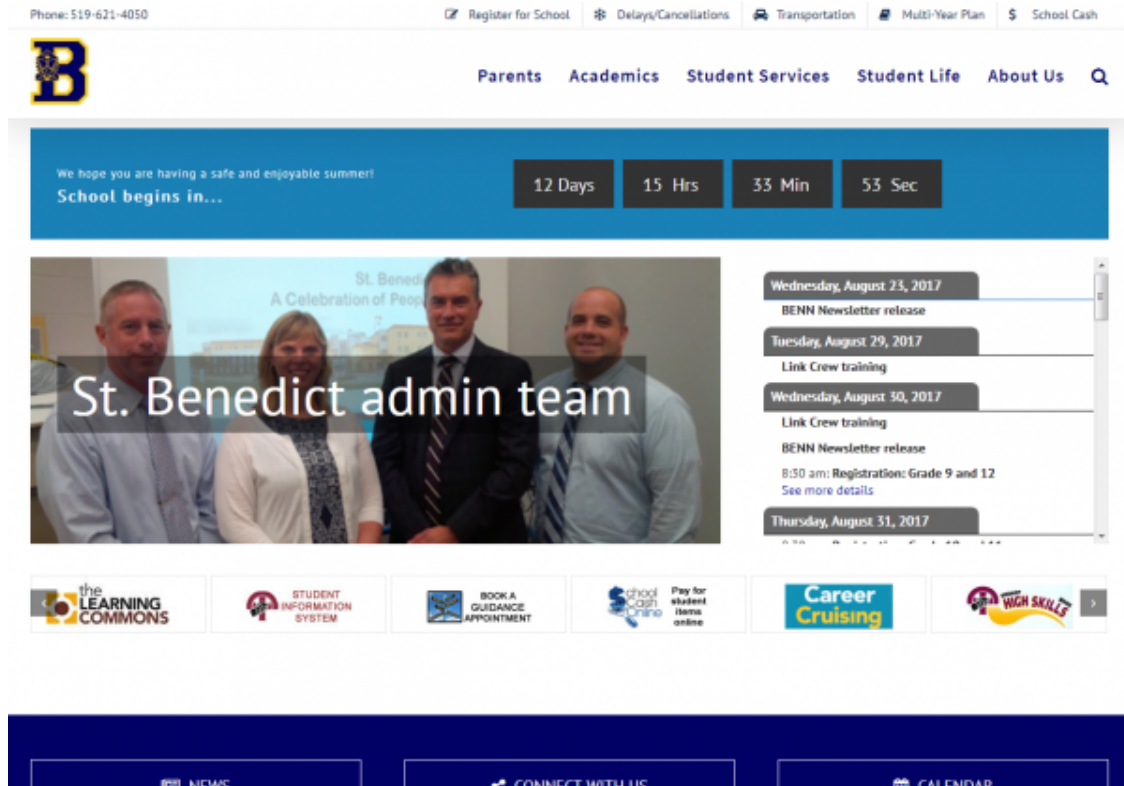 Phone: 519-621-4050
Register for School
Delays/Cancellations
Transportation
Multi-Year Plan
$ School Cash
B
Parents
Academics
Student Services
Student Life
About Us
We hope you are having a safe and enjoyable summer!
School begins in...
12 Days
15 Hrs
33 Min
53 Sec
St. Bened
A Celebration of Peop
St. Benedict admin team
Wednesday, August 23, 2017
BENN Newsletter release
Tuesday, August 29, 2017
Link Crew training
Wednesday, August 30, 2017
Link Crew training
BENN Newsletter release
8:30 am: Registration: Grade 9 and 12
See more details
Thursday, August 31, 2017
the
LEARNING
COMMONS
STUDENT
INFORMATION
SYSTEM
BOOK A
GUIDANCE
APPOINTMENT
School
Cash
Online
Pay for
student
items
online
Career
Cruising
HIGH SKILLS
NEWS
CONNECT WITH US
CALENDAR